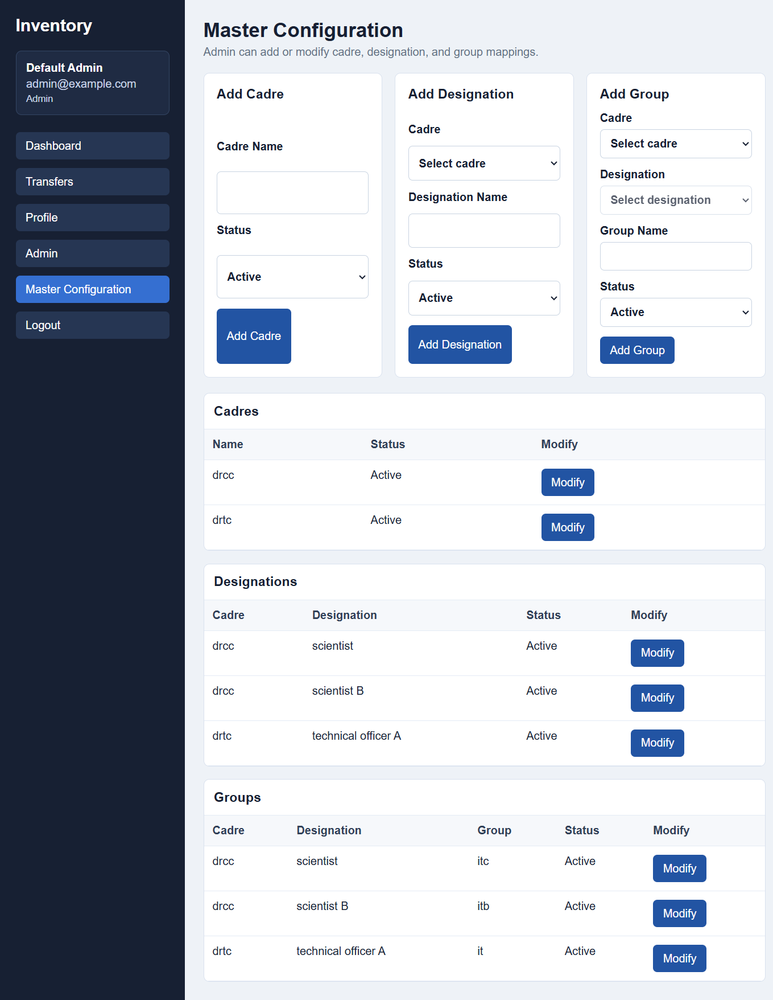 Inventory
Default Admin
admin@example.com
Admin
Dashboard
Transfers
Profile
Admin
Master Configuration
Logout
Master Configuration
Admin can add or modify cadre, designation, and group mappings.
Add Cadre
Cadre Name
Status
Active
Add Cadre
Add Designation
Cadre
Select cadre
Designation Name
Status
Active
Add Designation
Add Group
Cadre
Select cadre
Designation
Select designation
Group Name
Status
Active
Add Group
Cadres
Name Status Modify
drcc Active Modify
drtc Active Modify
Designations
Cadre Designation Status Modify
drcc scientist Active Modify
drcc scientist B Active Modify
drtc technical officer A Active Modify
Groups
Cadre Designation Group Status Modify
drcc scientist itc Active Modify
drcc scientist B itb Active Modify
drtc technical officer A it Active Modify